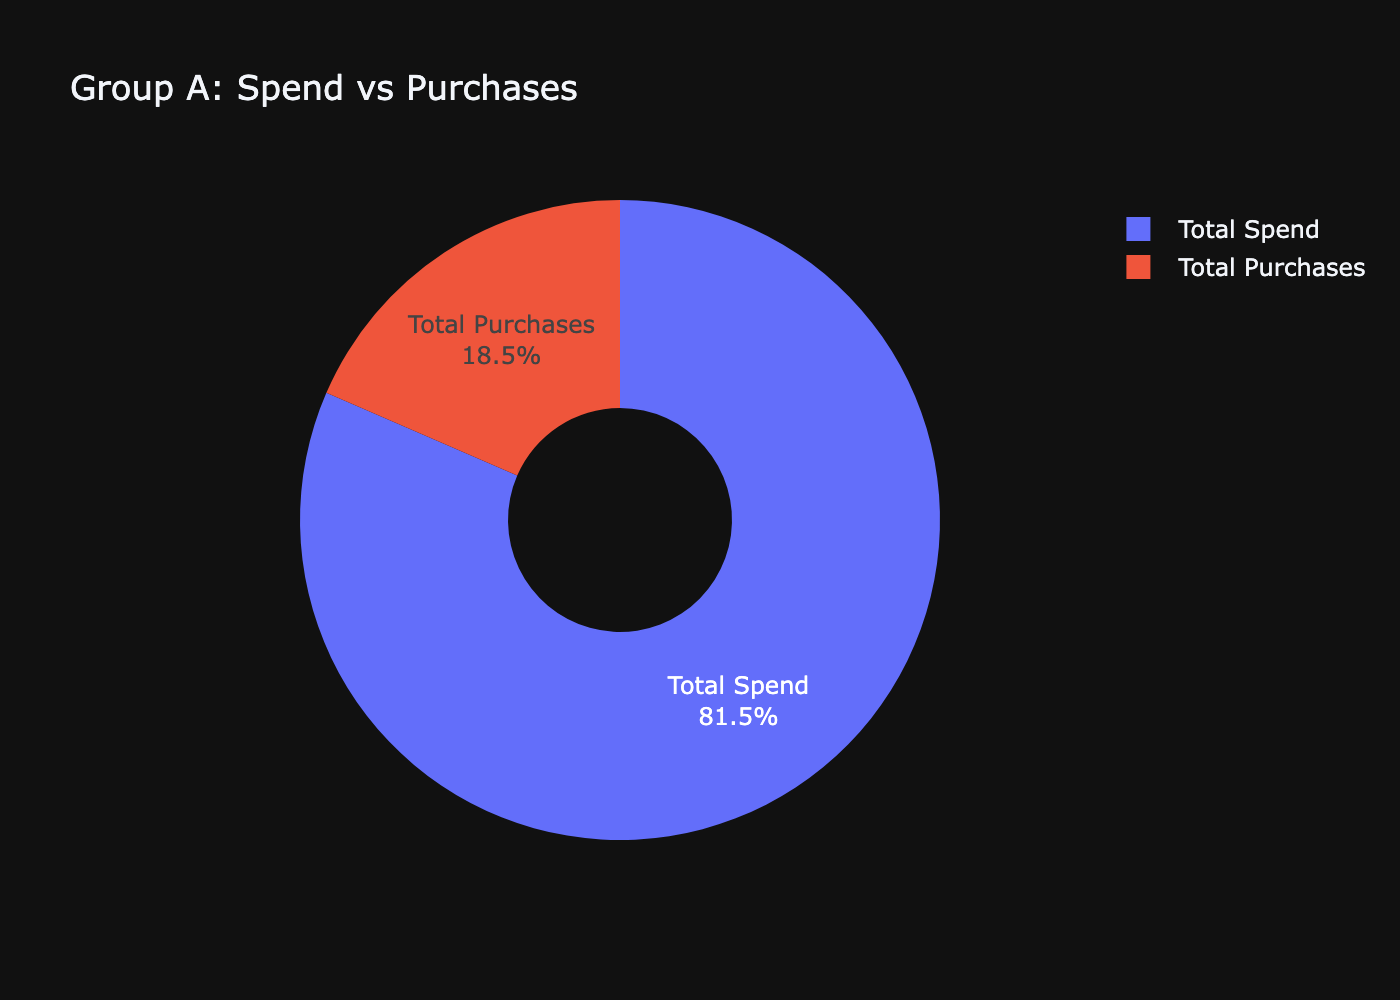 Group A: Spend vs Purchases
Total Spend
Total Purchases
Total Purchases
18.5%
Total Spend
81.5%